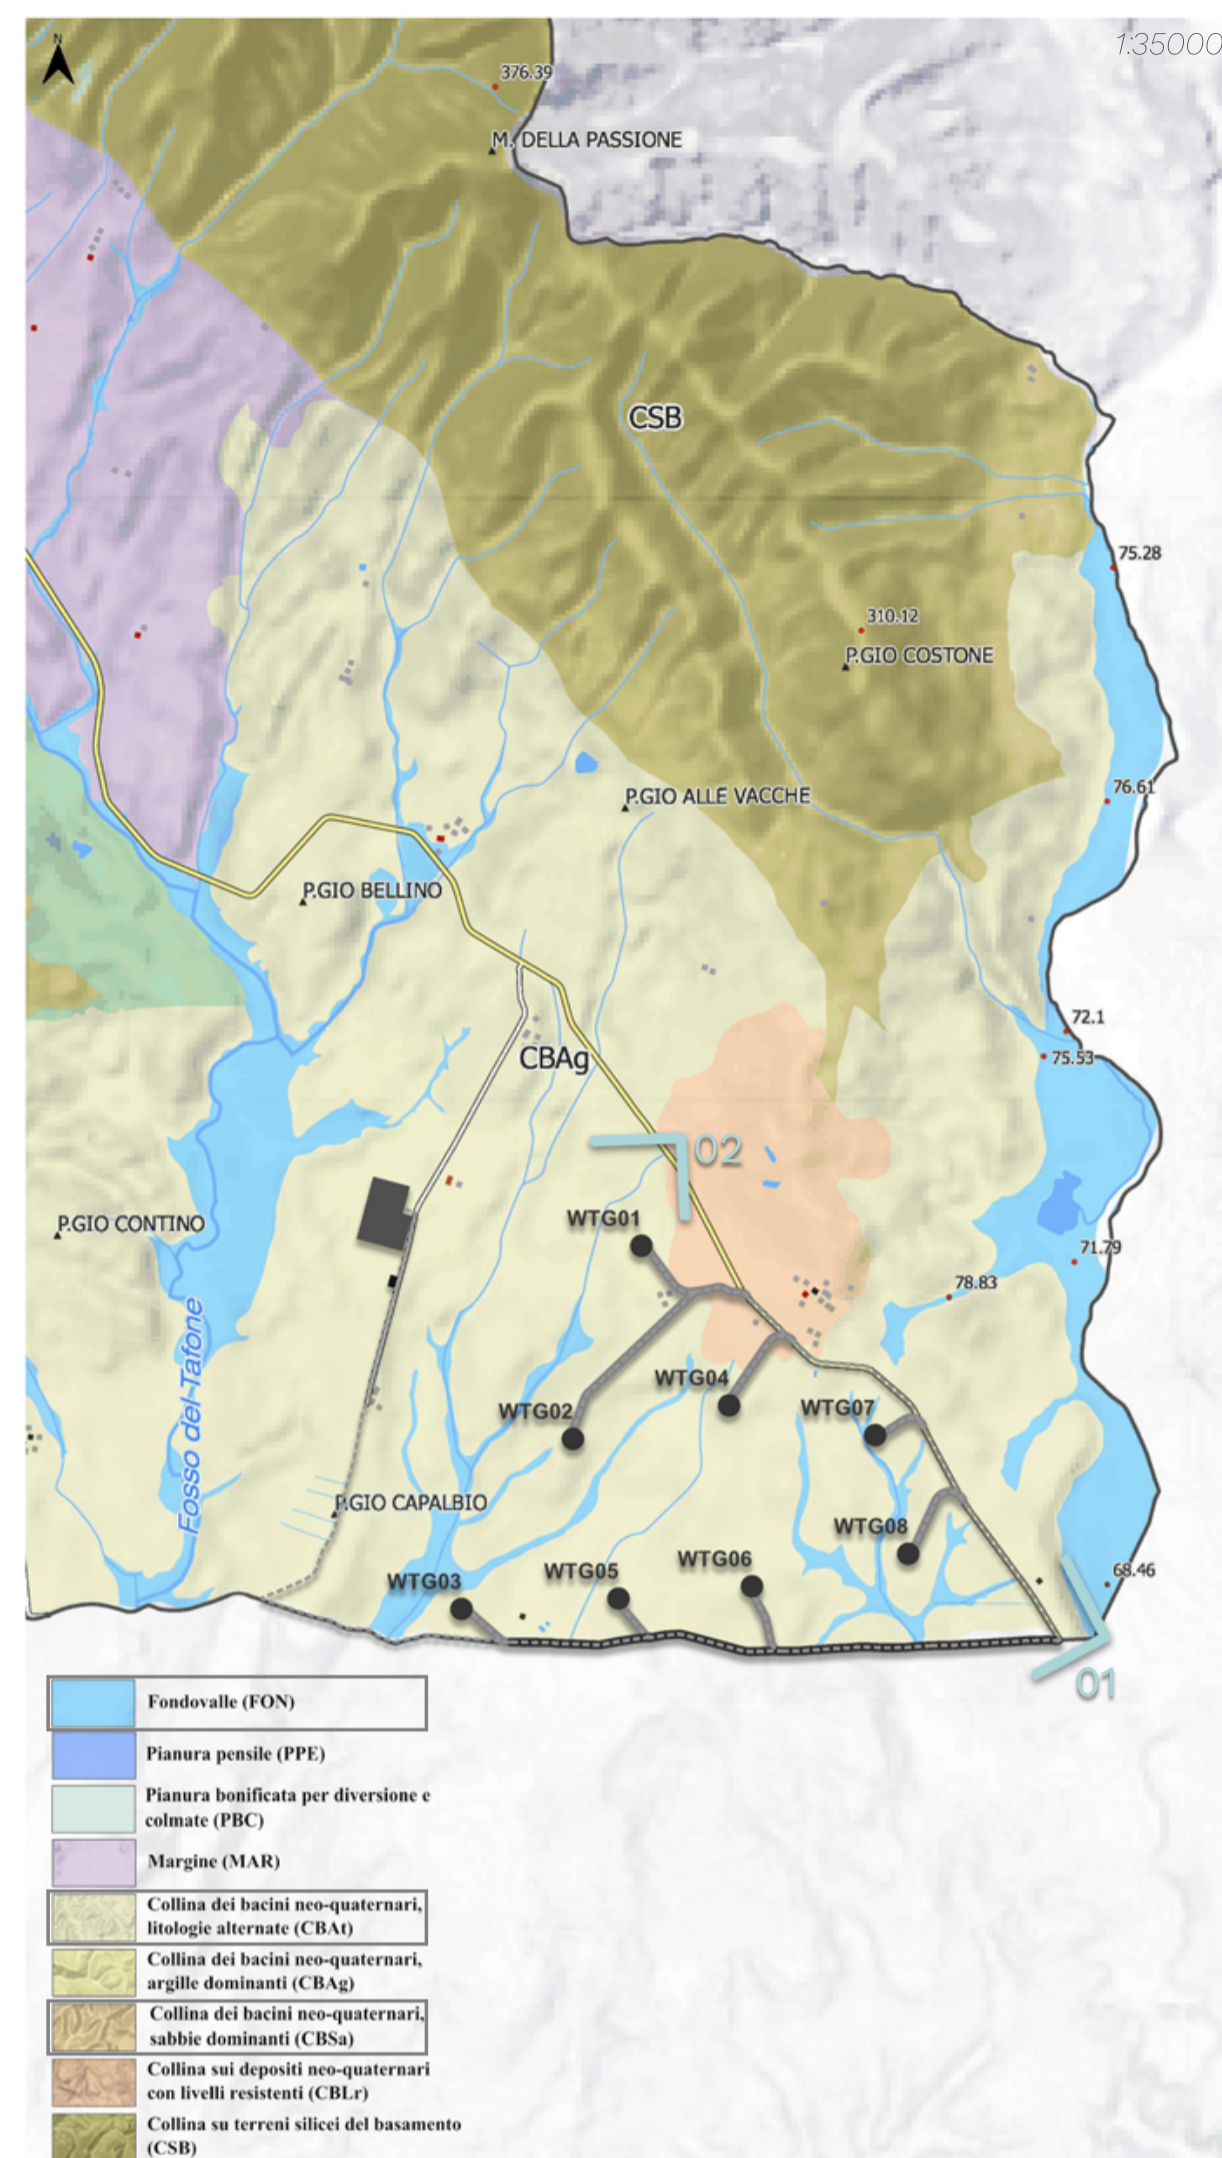 1:35000
N
376.39
M. DELLA PASSIONE
CSB
75.28
310.12
P.GIO COSTONE
76.61
P.GIO ALLE VACCHE
P.GIO BELLINO
72.1
75.53
CBAg
02
P.GIO CONTINO
WTG01
71.79
78.83
Fosso del Tafone
WTG04
WTG02
WTG07
P.GIO CAPALBIO
WTG08
WTG06
WTG05
WTG03
68.46
01
Fondovalle (FON)
Pianura pensile (PPE)
Pianura bonificata per diversione e
colmate (PBC)
Margine (MAR)
Collina dei bacini neo-quaternari,
litologie alternate (CBAt)
Collina dei bacini neo-quaternari,
argille dominanti (CBAg)
Collina dei bacini neo-quaternari,
sabbie dominanti (CBSa)
Collina sui depositi neo-quaternari
con livelli resistenti (CBLr)
Collina su terreni silicei del basamento
(CSB)